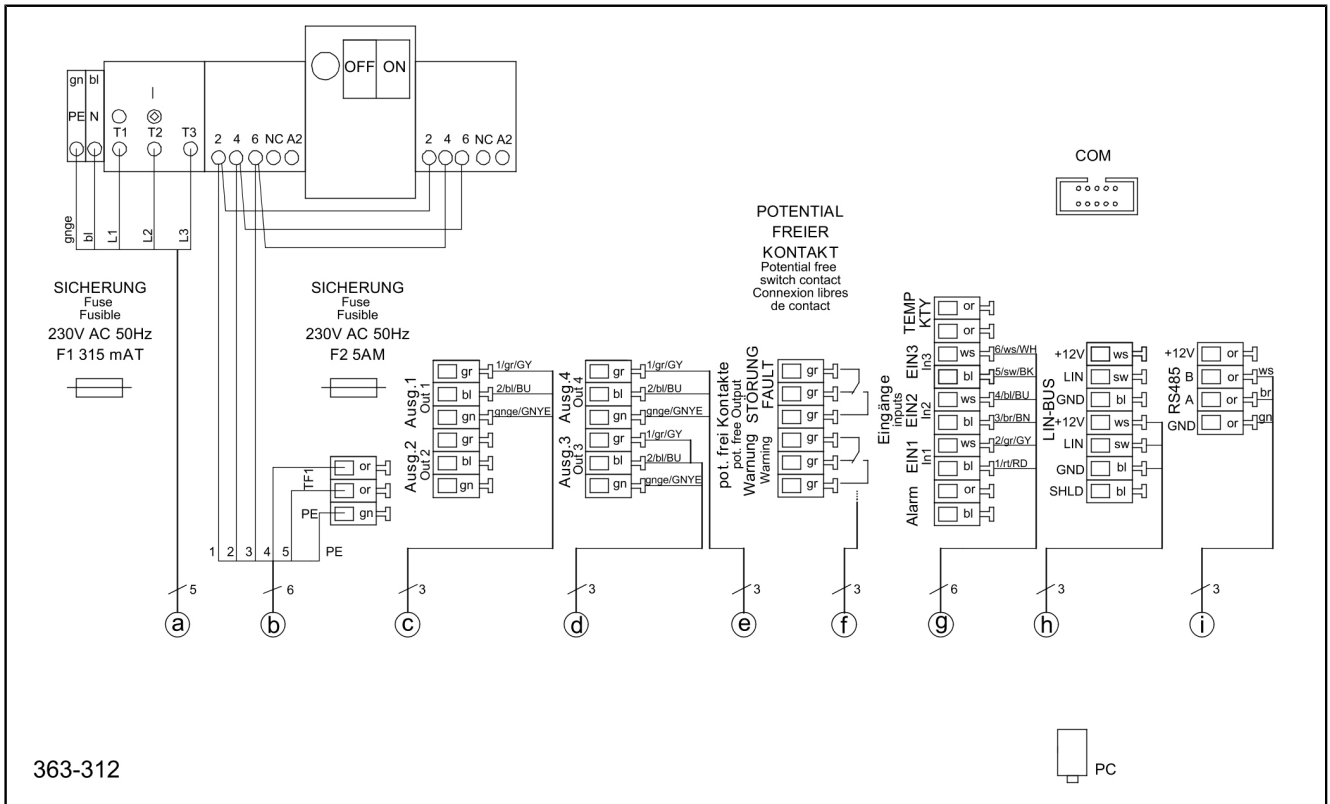 OFF ON
gn bl
PE N
T1 T2 T3
2 4 6 NC A2
2 4 6 NC A2
gnge bl L1 L2 L3
SICHERUNG
Fuse
Fusible
230V AC 50Hz
F1 315 mAT
SICHERUNG
Fuse
Fusible
230V AC 50Hz
F2 5AM
TF1
PE
or
or
gn
1 2 3 4 5 PE
Ausg.1
Out 1
Ausg.2
Out 2
gr 1/gr/GY
bl 2/bl/BU
gn gnge/GNYE
gr
bl
gn
Ausg.4
Out 4
Ausg.3
Out 3
gr 1/gr/GY
bl 2/bl/BU
gn gnge/GNYE
gr 1/gr/GY
bl 2/bl/BU
gn gnge/GNYE
POTENTIAL
FREIER
KONTAKT
Potential free
switch contact
Connexion libres
de contact
pot. frei Kontakte
pot. free Output
STÖRUNG
FAULT
Warnung
Warning
gr
gr
gr
gr
gr
gr
Eingänge
inputs
TEMP
KTY
EIN3
In3
EIN2
In2
EIN1
In1
Alarm
or
or
ws 6/ws/WH
bl 5/sw/BK
ws 4/bl/BU
bl 3/br/BN
ws 2/gr/GY
bl 1/rt/RD
or
bl
COM
LIN-BUS
+12V ws
LIN sw
GND bl
+12V ws
LIN sw
GND bl
SHLD bl
RS485
+12V or
B or ws
A or br
GND or gn
5 6 3 3 3 3 6 3 3
a b c d e f g h i
363-312
PC